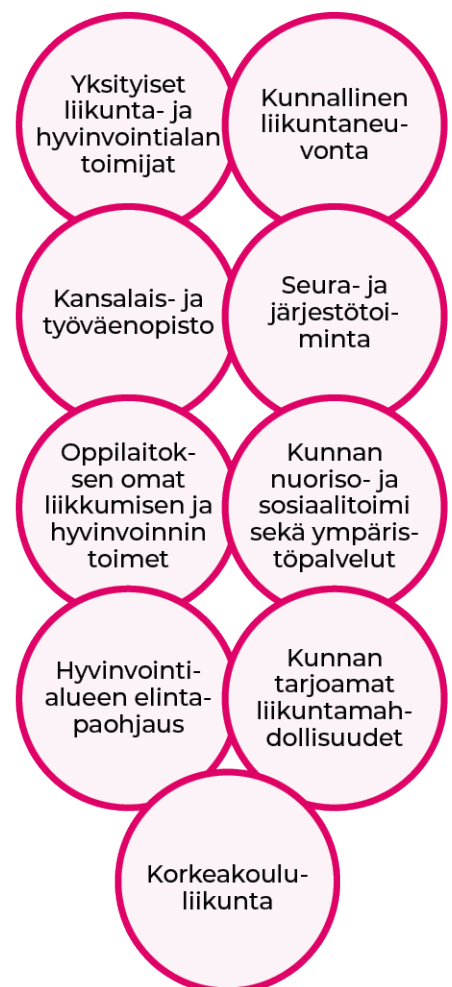 Yksityiset
liikunta- ja
hyvinvointialan
toimijat
Kunnallinen
liikuntaneu-
vonta
Kansalais- ja
työväenopisto
Seura- ja
järjestötoi-
minta
Oppilaitok-
sen omat
liikkumisen ja
hyvinvoinnin
toimet
Kunnan
nuoriso- ja
sosiaalitoimi
sekä ympäris-
töpalvelut
Hyvinvointi-
alueen elinta-
paohjaus
Kunnan
tarjoamat
liikuntamah-
dollisuudet
Korkeakoulu-
liikunta